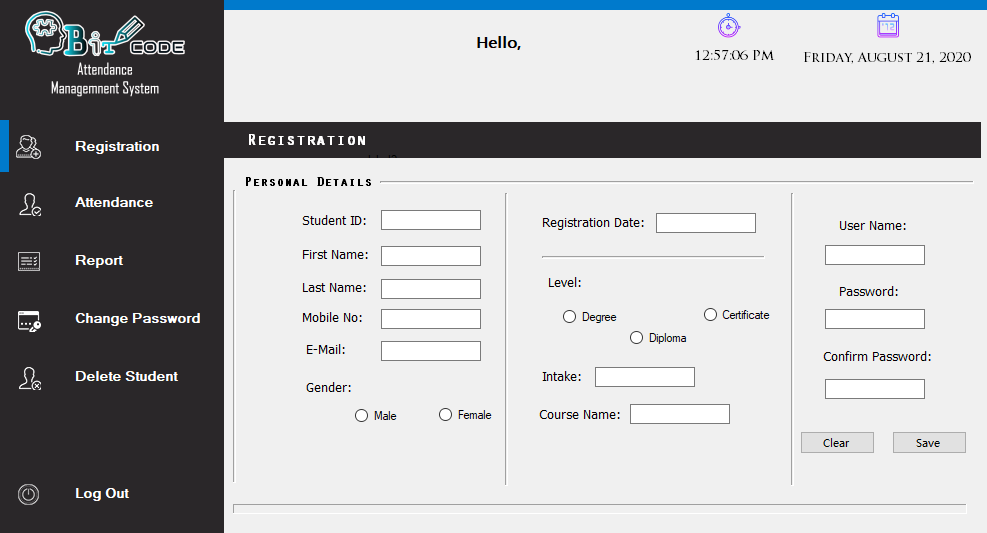 Bit CODE
Attendance
Managemnent System
Registration
Attendance
Report
Change Password
Delete Student
Log Out
Hello,
12:57:06 PM
Friday, August 21, 2020
Registration
Personal Details
Student ID:
First Name:
Last Name:
Mobile No:
E-Mail:
Gender:
Male Female
Registration Date:
Level:
Degree Certificate
Diploma
Intake:
Course Name:
User Name:
Password:
Confirm Password:
Clear Save